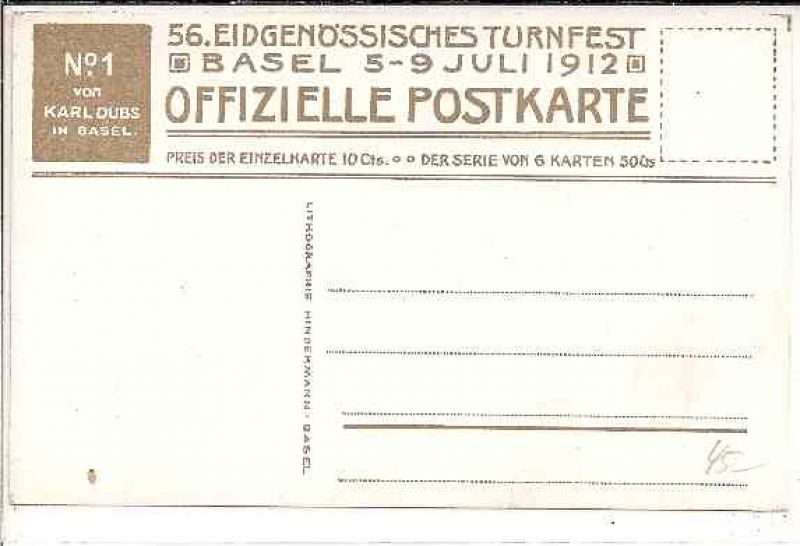 No. 1
von
KARL DÜBS
IN BASEL.
56. EIDGENÖSSISCHES TURNFEST
BASEL 5-9 JULI 1912
OFFIZIELLE POSTKARTE
PREIS DER EINZELKARTE 10 Cts. o o DER SERIE VON 6 KARTEN 50 Cts
LITHOGRAPHIE HINDERMANN · BASEL
45-